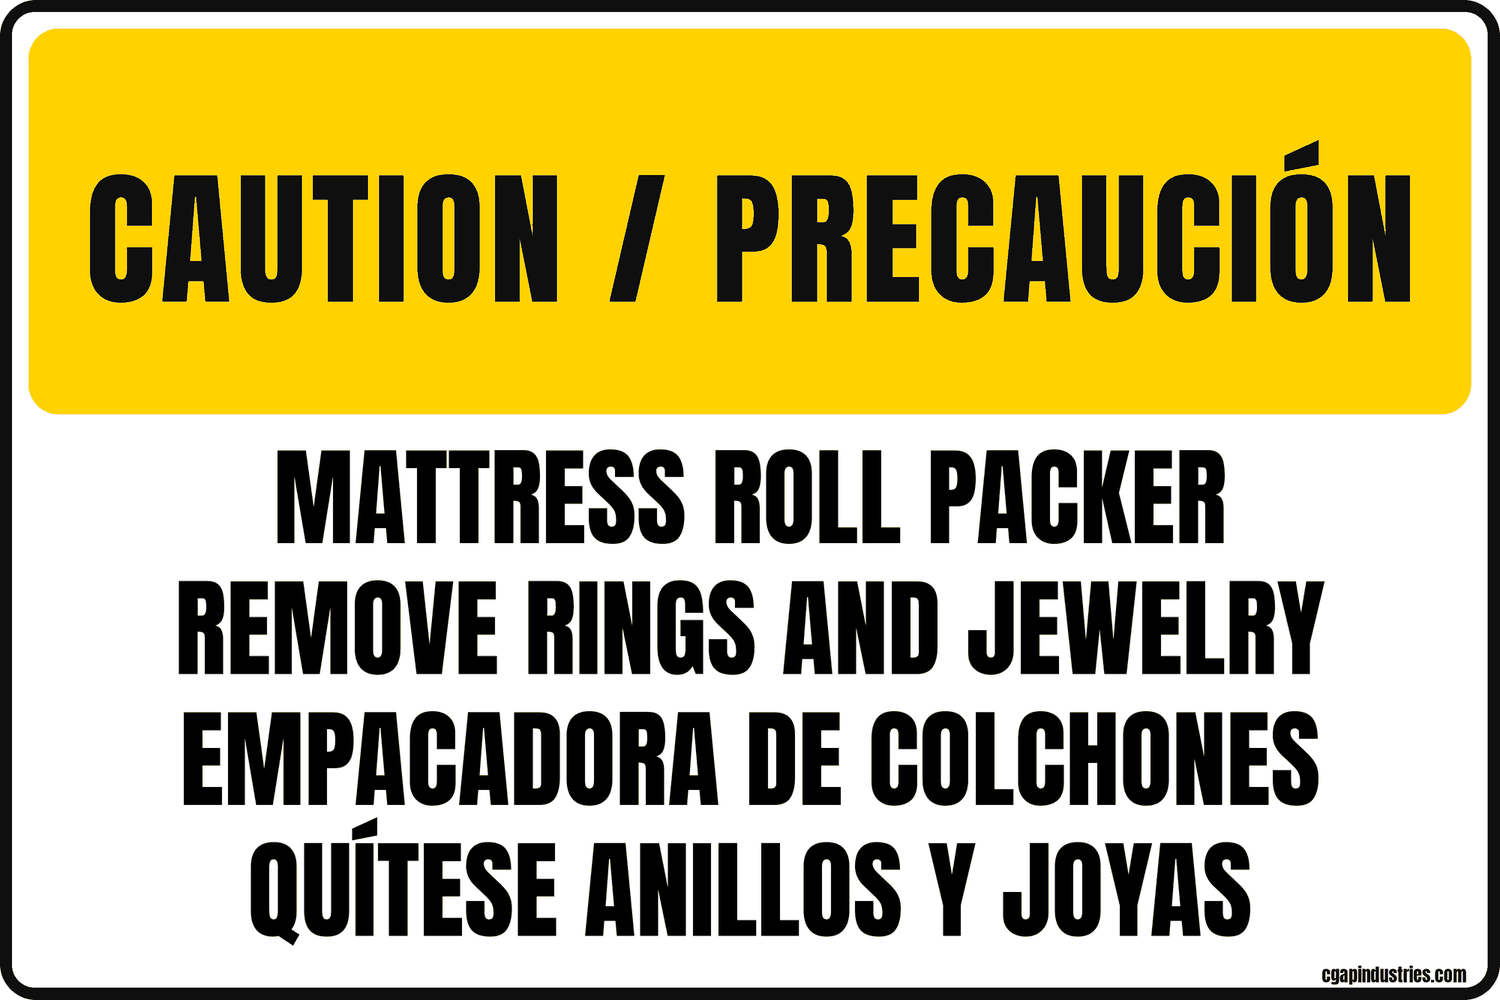 CAUTION / PRECAUCIÓN
MATTRESS ROLL PACKER
REMOVE RINGS AND JEWELRY
EMPACADORA DE COLCHONES
QUÍTESE ANILLOS Y JOYAS
cgapindustries.com